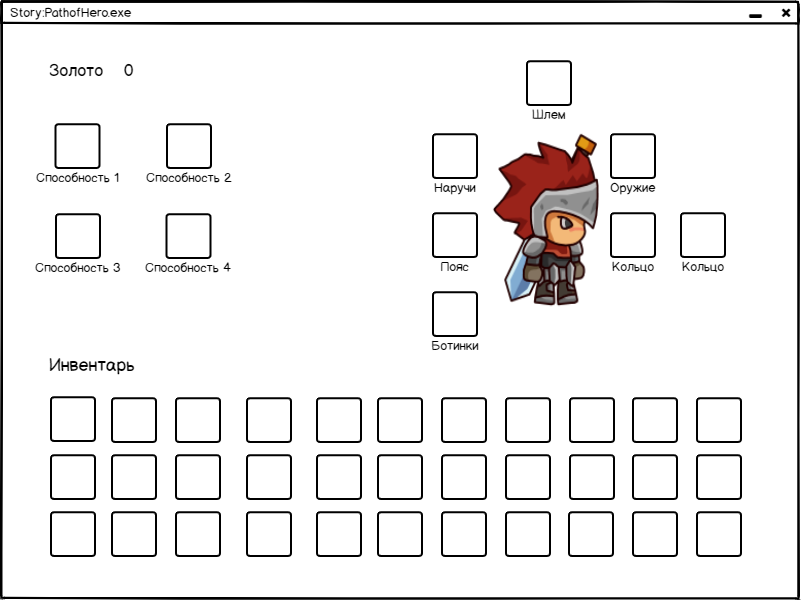 Story:PathofHero.exe
Золото 0
Шлем
Способность 1
Способность 2
Наручи
Оружие
Способность 3
Способность 4
Пояс
Кольцо
Кольцо
Ботинки
Инвентарь